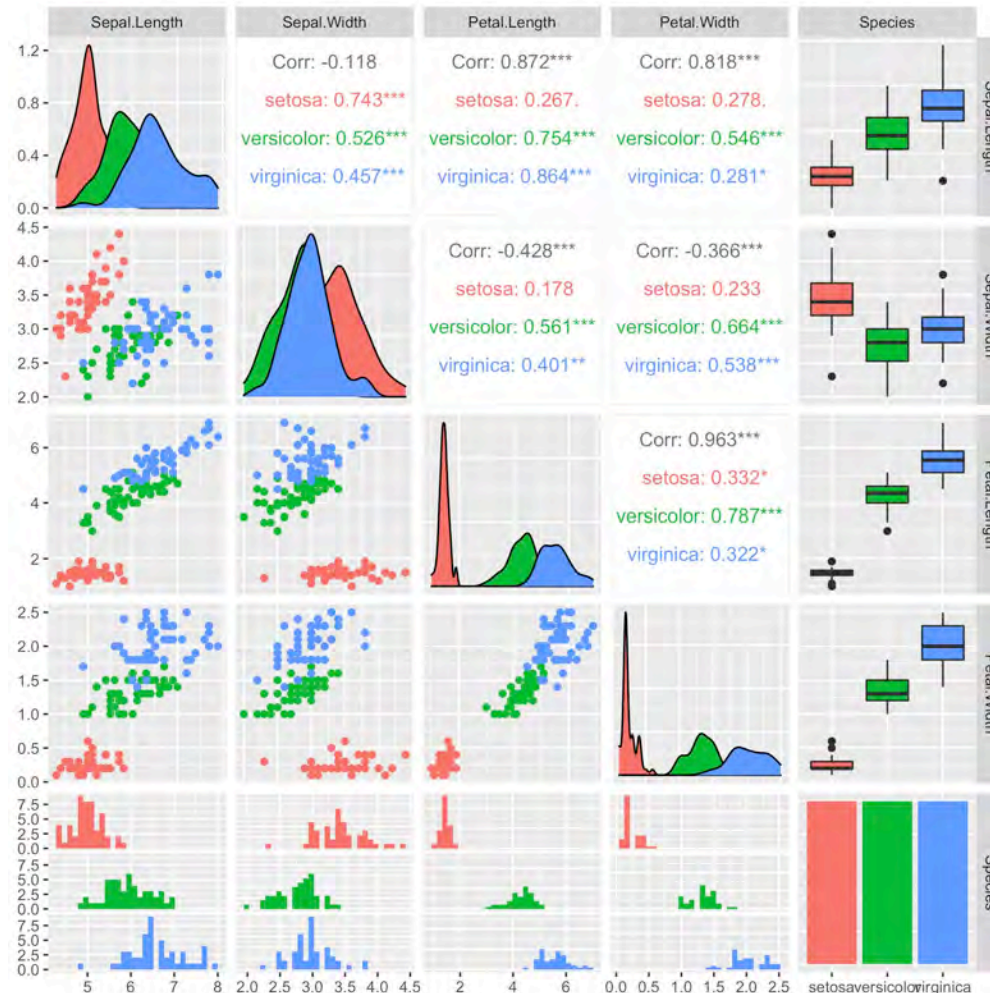 Sepal.Length Sepal.Width Petal.Length Petal.Width Species
1.2
0.8
0.4
0.0
Corr: -0.118
setosa: 0.743***
versicolor: 0.526***
virginica: 0.457***
Corr: 0.872***
setosa: 0.267.
versicolor: 0.754***
virginica: 0.864***
Corr: 0.818***
setosa: 0.278.
versicolor: 0.546***
virginica: 0.281*
4.5
4.0
3.5
3.0
2.5
2.0
Corr: -0.428***
setosa: 0.178
versicolor: 0.561***
virginica: 0.401**
Corr: -0.366***
setosa: 0.233
versicolor: 0.664***
virginica: 0.538***
6
4
2
Corr: 0.963***
setosa: 0.332*
versicolor: 0.787***
virginica: 0.322*
2.5
2.0
1.5
1.0
0.5
0.0
7.5
5.0
2.5
0.0
7.5
5.0
2.5
0.0
7.5
5.0
2.5
0.0
Species
5 6 7 8 2.0 2.5 3.0 3.5 4.0 4.5 2 4 6 0.0 0.5 1.0 1.5 2.0 2.5 setosa versicolor virginica